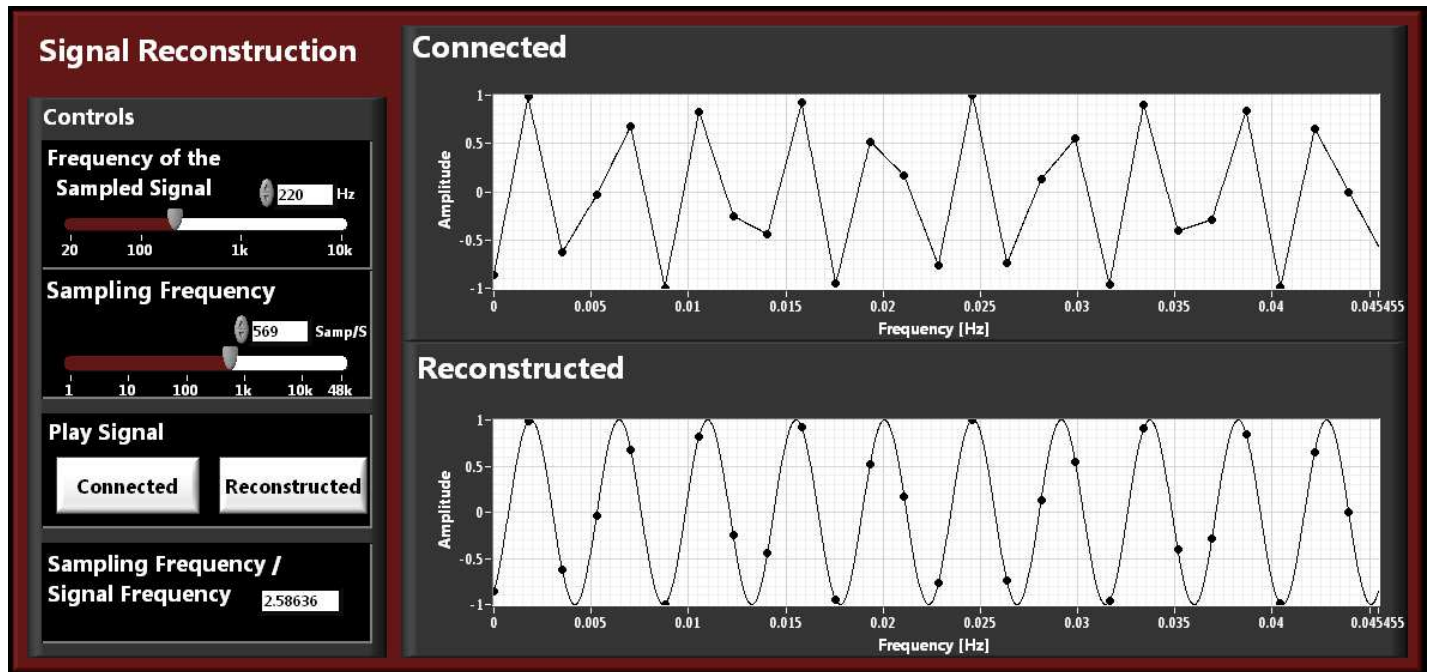 Signal Reconstruction
Controls
Frequency of the
Sampled Signal 220 Hz
20 100 1k 10k
Sampling Frequency
569 Samp/S
1 10 100 1k 10k 48k
Play Signal
Connected Reconstructed
Sampling Frequency /
Signal Frequency 2.58636
Connected
Amplitude
1
0.5
0
-0.5
-1
0 0.005 0.01 0.015 0.02 0.025 0.03 0.035 0.04 0.045455
Frequency [Hz]
Reconstructed
Amplitude
1
0.5
0
-0.5
-1
0 0.005 0.01 0.015 0.02 0.025 0.03 0.035 0.04 0.045455
Frequency [Hz]